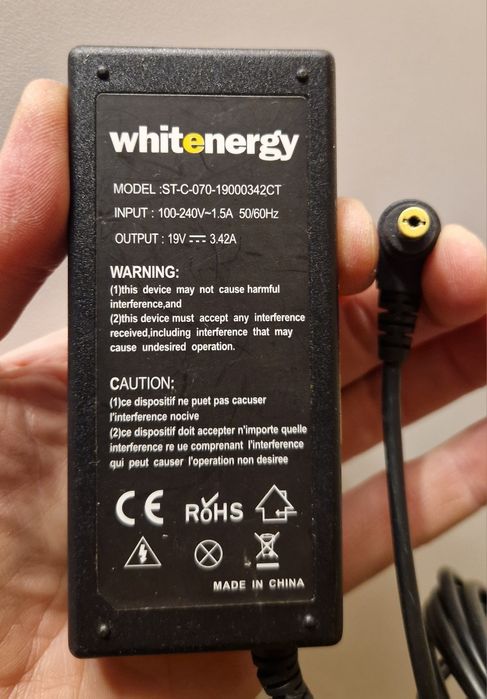 whitenergy
MODEL :ST-C-070-19000342CT
INPUT : 100-240V~1.5A 50/60Hz
OUTPUT : 19V⎓ 3.42A
WARNING:
(1)this device may not cause harmful
interference,and
(2)this device must accept any interference
received,including interference that may
cause undesired operation.
CAUTION:
(1)ce dispositif ne puet pas cacuser
l'interference nocive
(2)ce dispositif doit accepter n'importe quelle
interference re ue comprenant l'interference
qui peut causer l'operation non desiree
CE RoHS
MADE IN CHINA